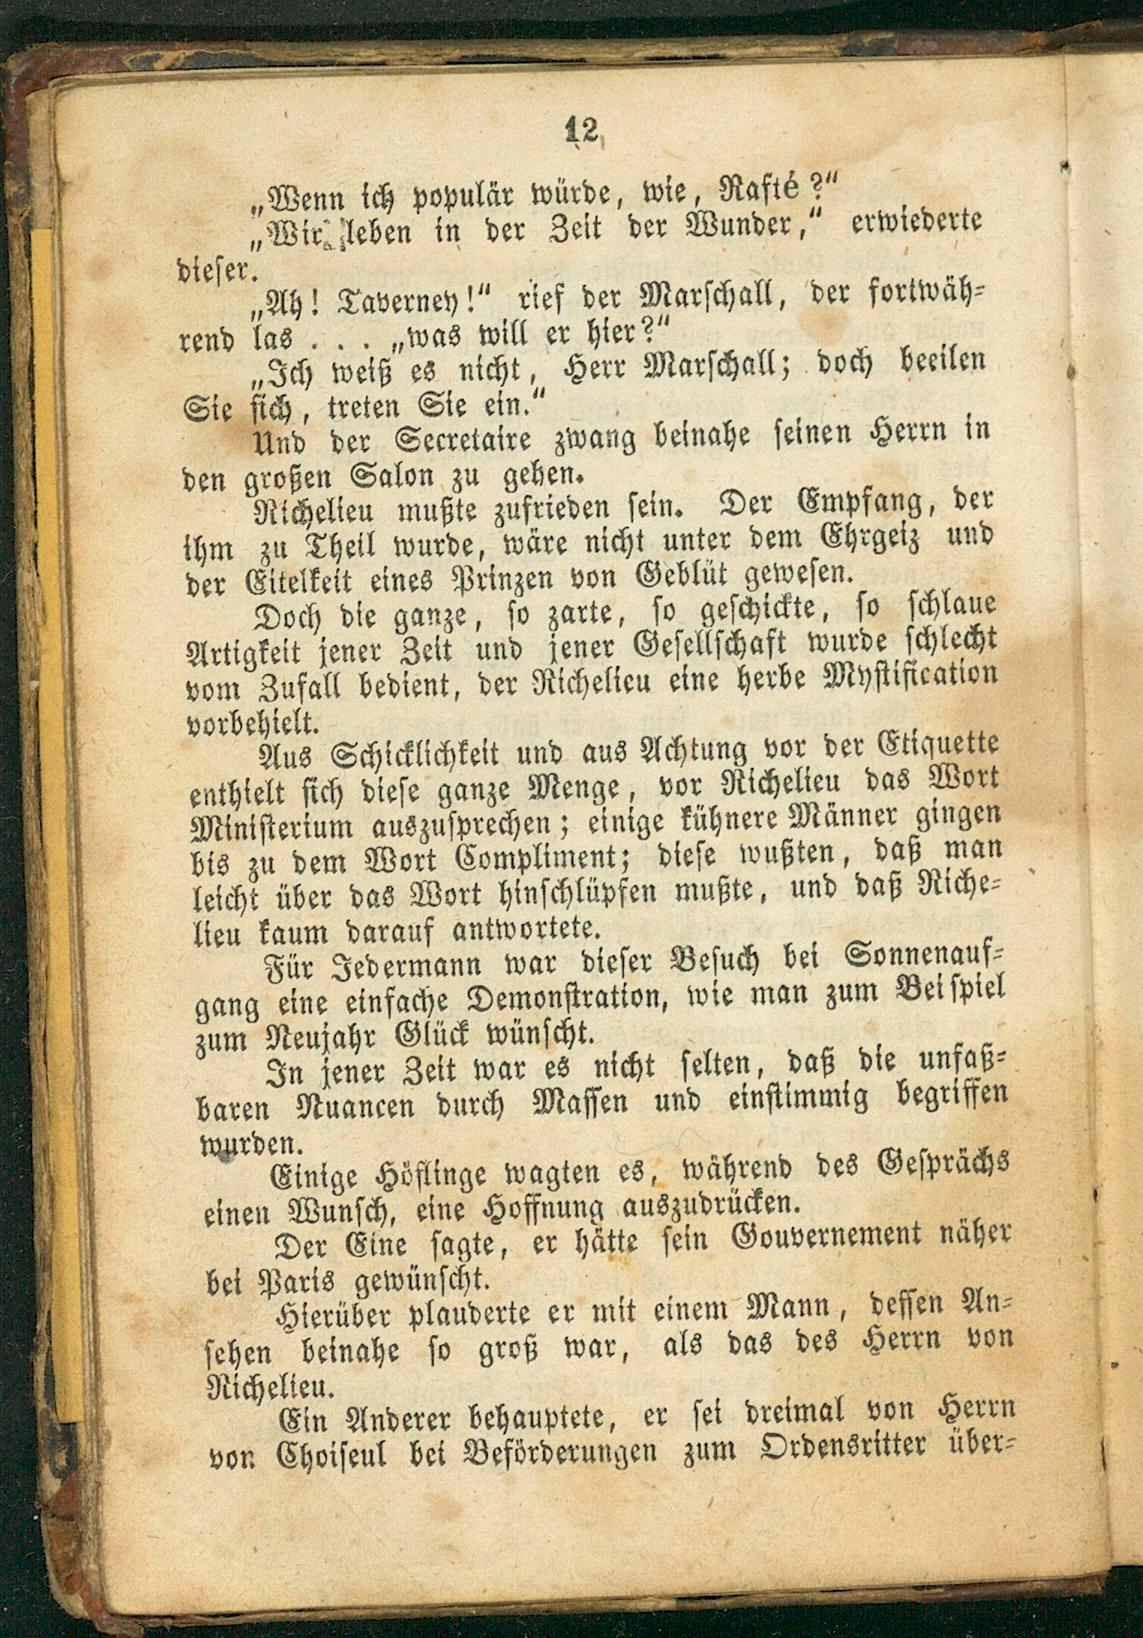 12
„Wenn ich populär würde, wie, Rafté?“
„Wir leben in der Zeit der Wunder,“ erwiederte
dieser.
„Ah! Taverney!“ rief der Marschall, der fortwäh-
rend las . . . „was will er hier?“
„Ich weiß es nicht, Herr Marschall; doch beeilen
Sie sich, treten Sie ein.“
Und der Secretaire zwang beinahe seinen Herrn in
den großen Salon zu gehen.
Richelieu mußte zufrieden sein. Der Empfang, der
ihm zu Theil wurde, wäre nicht unter dem Ehrgeiz und
der Eitelkeit eines Prinzen von Geblüt gewesen.
Doch die ganze, so zarte, so geschickte, so schlaue
Artigkeit jener Zeit und jener Gesellschaft wurde schlecht
vom Zufall bedient, der Richelieu eine herbe Mystification
vorbehielt.
Aus Schicklichkeit und aus Achtung vor der Etiquette
enthielt sich diese ganze Menge, vor Richelieu das Wort
Ministerium auszusprechen; einige kühnere Männer gingen
bis zu dem Wort Compliment; diese wußten, daß man
leicht über das Wort hinschlüpfen mußte, und daß Riche-
lieu kaum darauf antwortete.
Für Jedermann war dieser Besuch bei Sonnenauf-
gang eine einfache Demonstration, wie man zum Beispiel
zum Neujahr Glück wünscht.
In jener Zeit war es nicht selten, daß die unfaß-
baren Nuancen durch Massen und einstimmig begriffen
wurden.
Einige Höflinge wagten es, während des Gesprächs
einen Wunsch, eine Hoffnung auszudrücken.
Der Eine sagte, er hätte sein Gouvernement näher
bei Paris gewünscht.
Hierüber plauderte er mit einem Mann, dessen An-
sehen beinahe so groß war, als das des Herrn von
Richelieu.
Ein Anderer behauptete, er sei dreimal von Herrn
von Choiseul bei Beförderungen zum Ordensritter über-